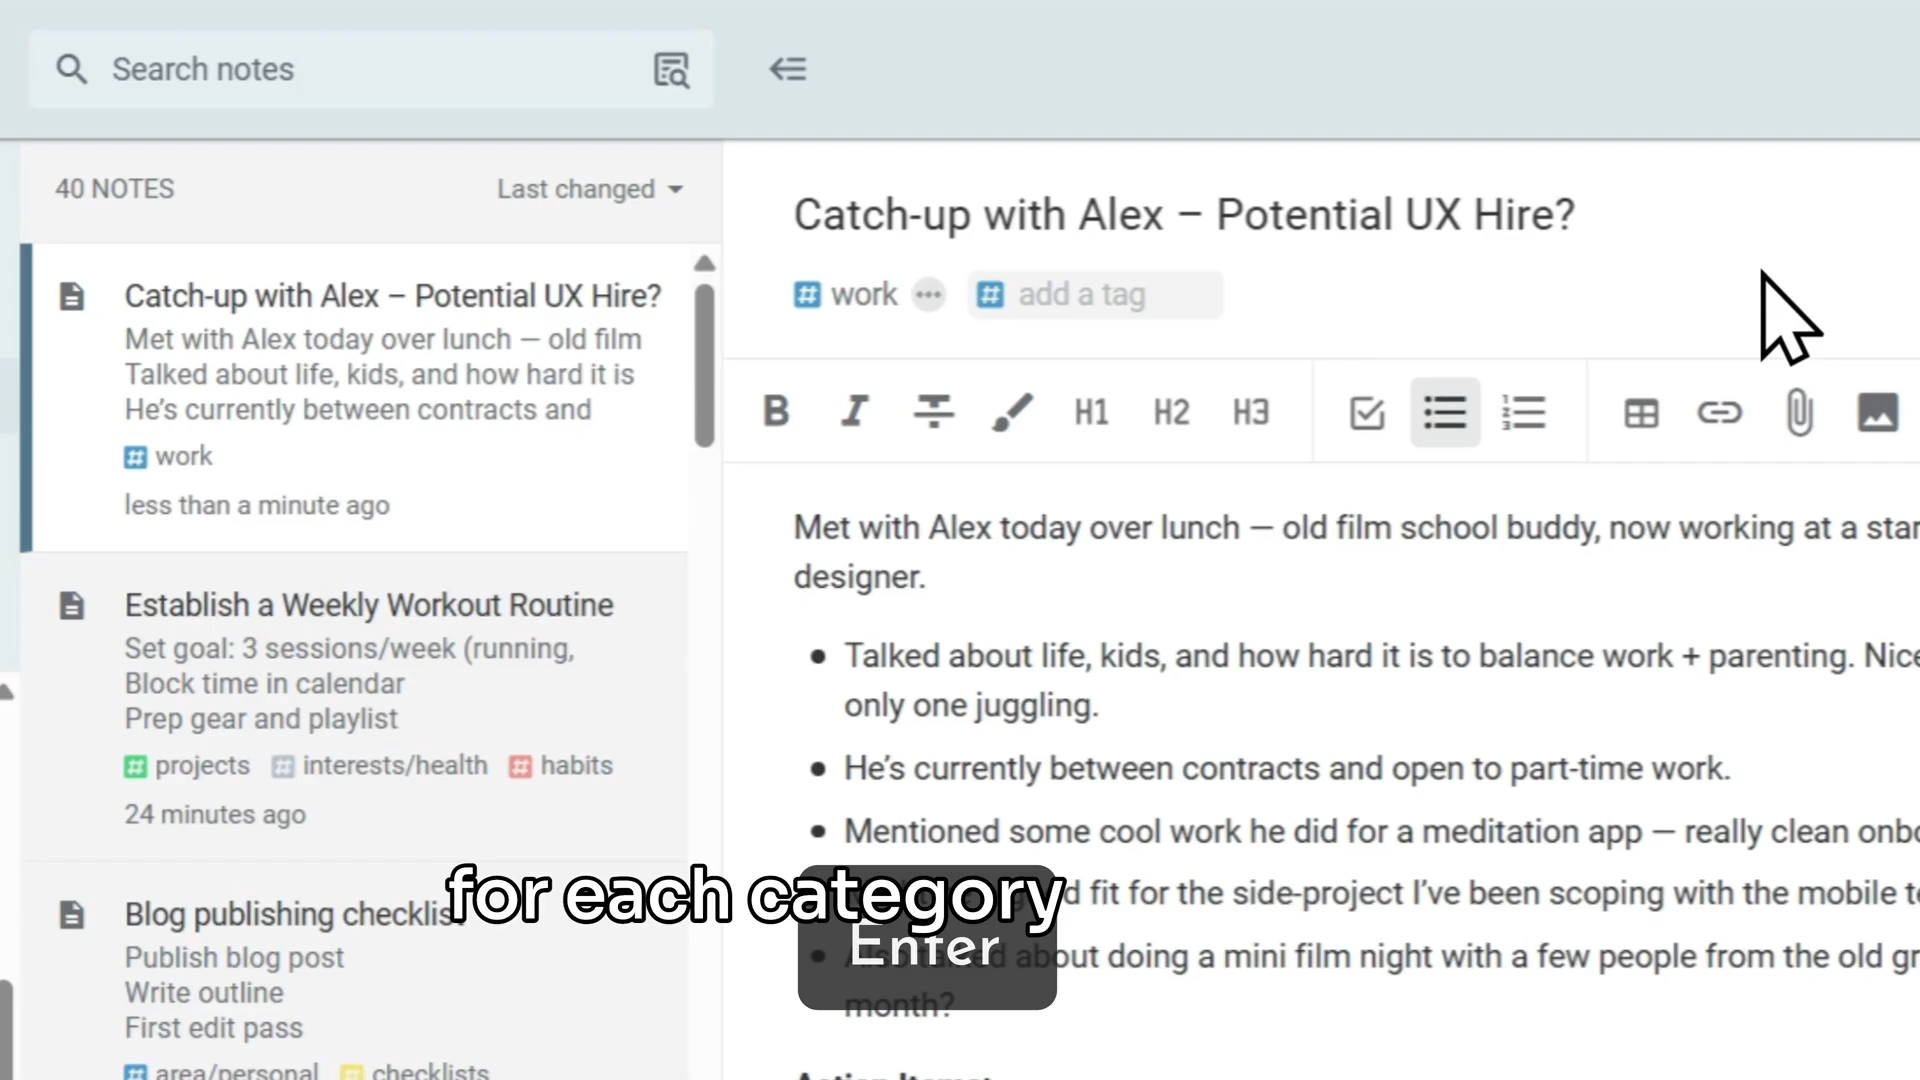 Search notes
40 NOTES
Last changed
Catch-up with Alex – Potential UX Hire?
Met with Alex today over lunch — old film
Talked about life, kids, and how hard it is
He's currently between contracts and
# work
less than a minute ago
Establish a Weekly Workout Routine
Set goal: 3 sessions/week (running,
Block time in calendar
Prep gear and playlist
# projects # interests/health # habits
24 minutes ago
Blog publishing checklist
Publish blog post
Write outline
First edit pass
# area/personal # checklists
Catch-up with Alex – Potential UX Hire?
# work ••• # add a tag
B I T H1 H2 H3
Met with Alex today over lunch — old film school buddy, now working at a star
designer.
Talked about life, kids, and how hard it is to balance work + parenting. Nice
only one juggling.
He's currently between contracts and open to part-time work.
Mentioned some cool work he did for a meditation app — really clean onbo
fit for the side-project I've been scoping with the mobile te
Also talked about doing a mini film night with a few people from the old gr
month?
Action Items:
for each category
Enter